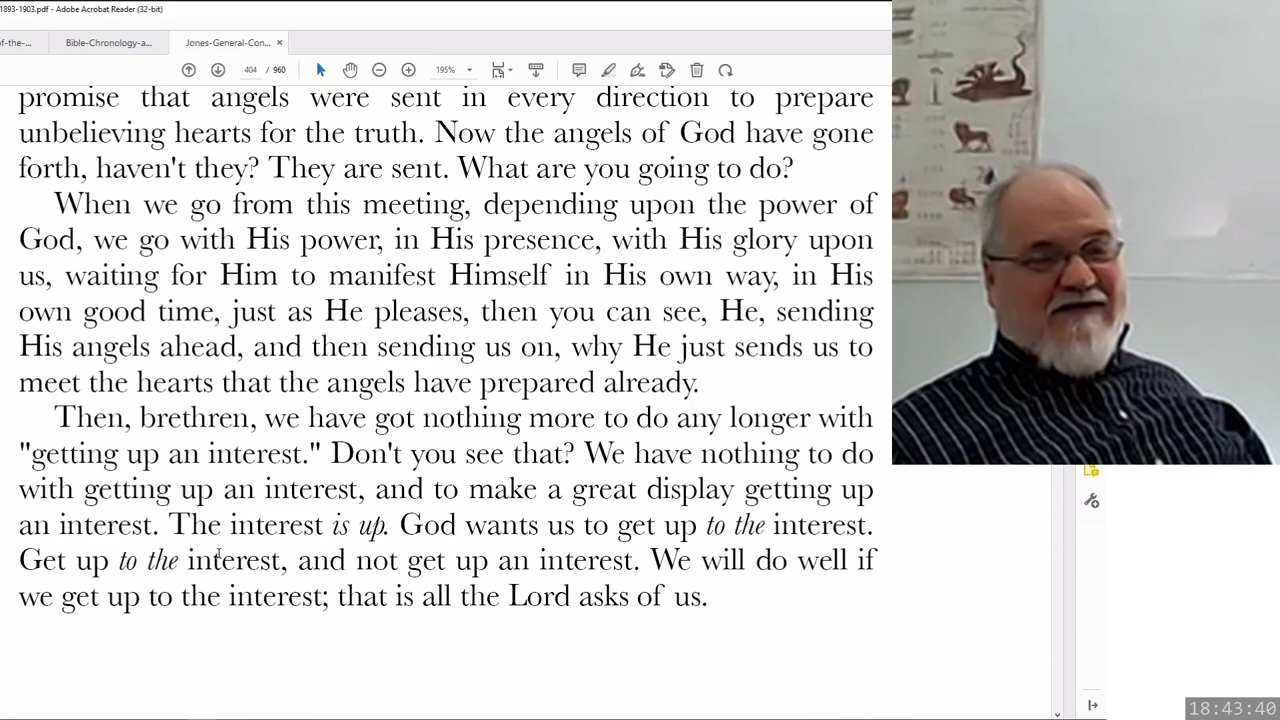 1893-1903.pdf - Adobe Acrobat Reader (32-bit)
of-the-...
Bible-Chronology-a...
Jones-General-Con... ×
404 / 960
195%
promise that angels were sent in every direction to prepare
unbelieving hearts for the truth. Now the angels of God have gone
forth, haven't they? They are sent. What are you going to do?
When we go from this meeting, depending upon the power of
God, we go with His power, in His presence, with His glory upon
us, waiting for Him to manifest Himself in His own way, in His
own good time, just as He pleases, then you can see, He, sending
His angels ahead, and then sending us on, why He just sends us to
meet the hearts that the angels have prepared already.
Then, brethren, we have got nothing more to do any longer with
"getting up an interest." Don't you see that? We have nothing to do
with getting up an interest, and to make a great display getting up
an interest. The interest is up. God wants us to get up to the interest.
Get up to the interest, and not get up an interest. We will do well if
we get up to the interest; that is all the Lord asks of us.
18:43:40